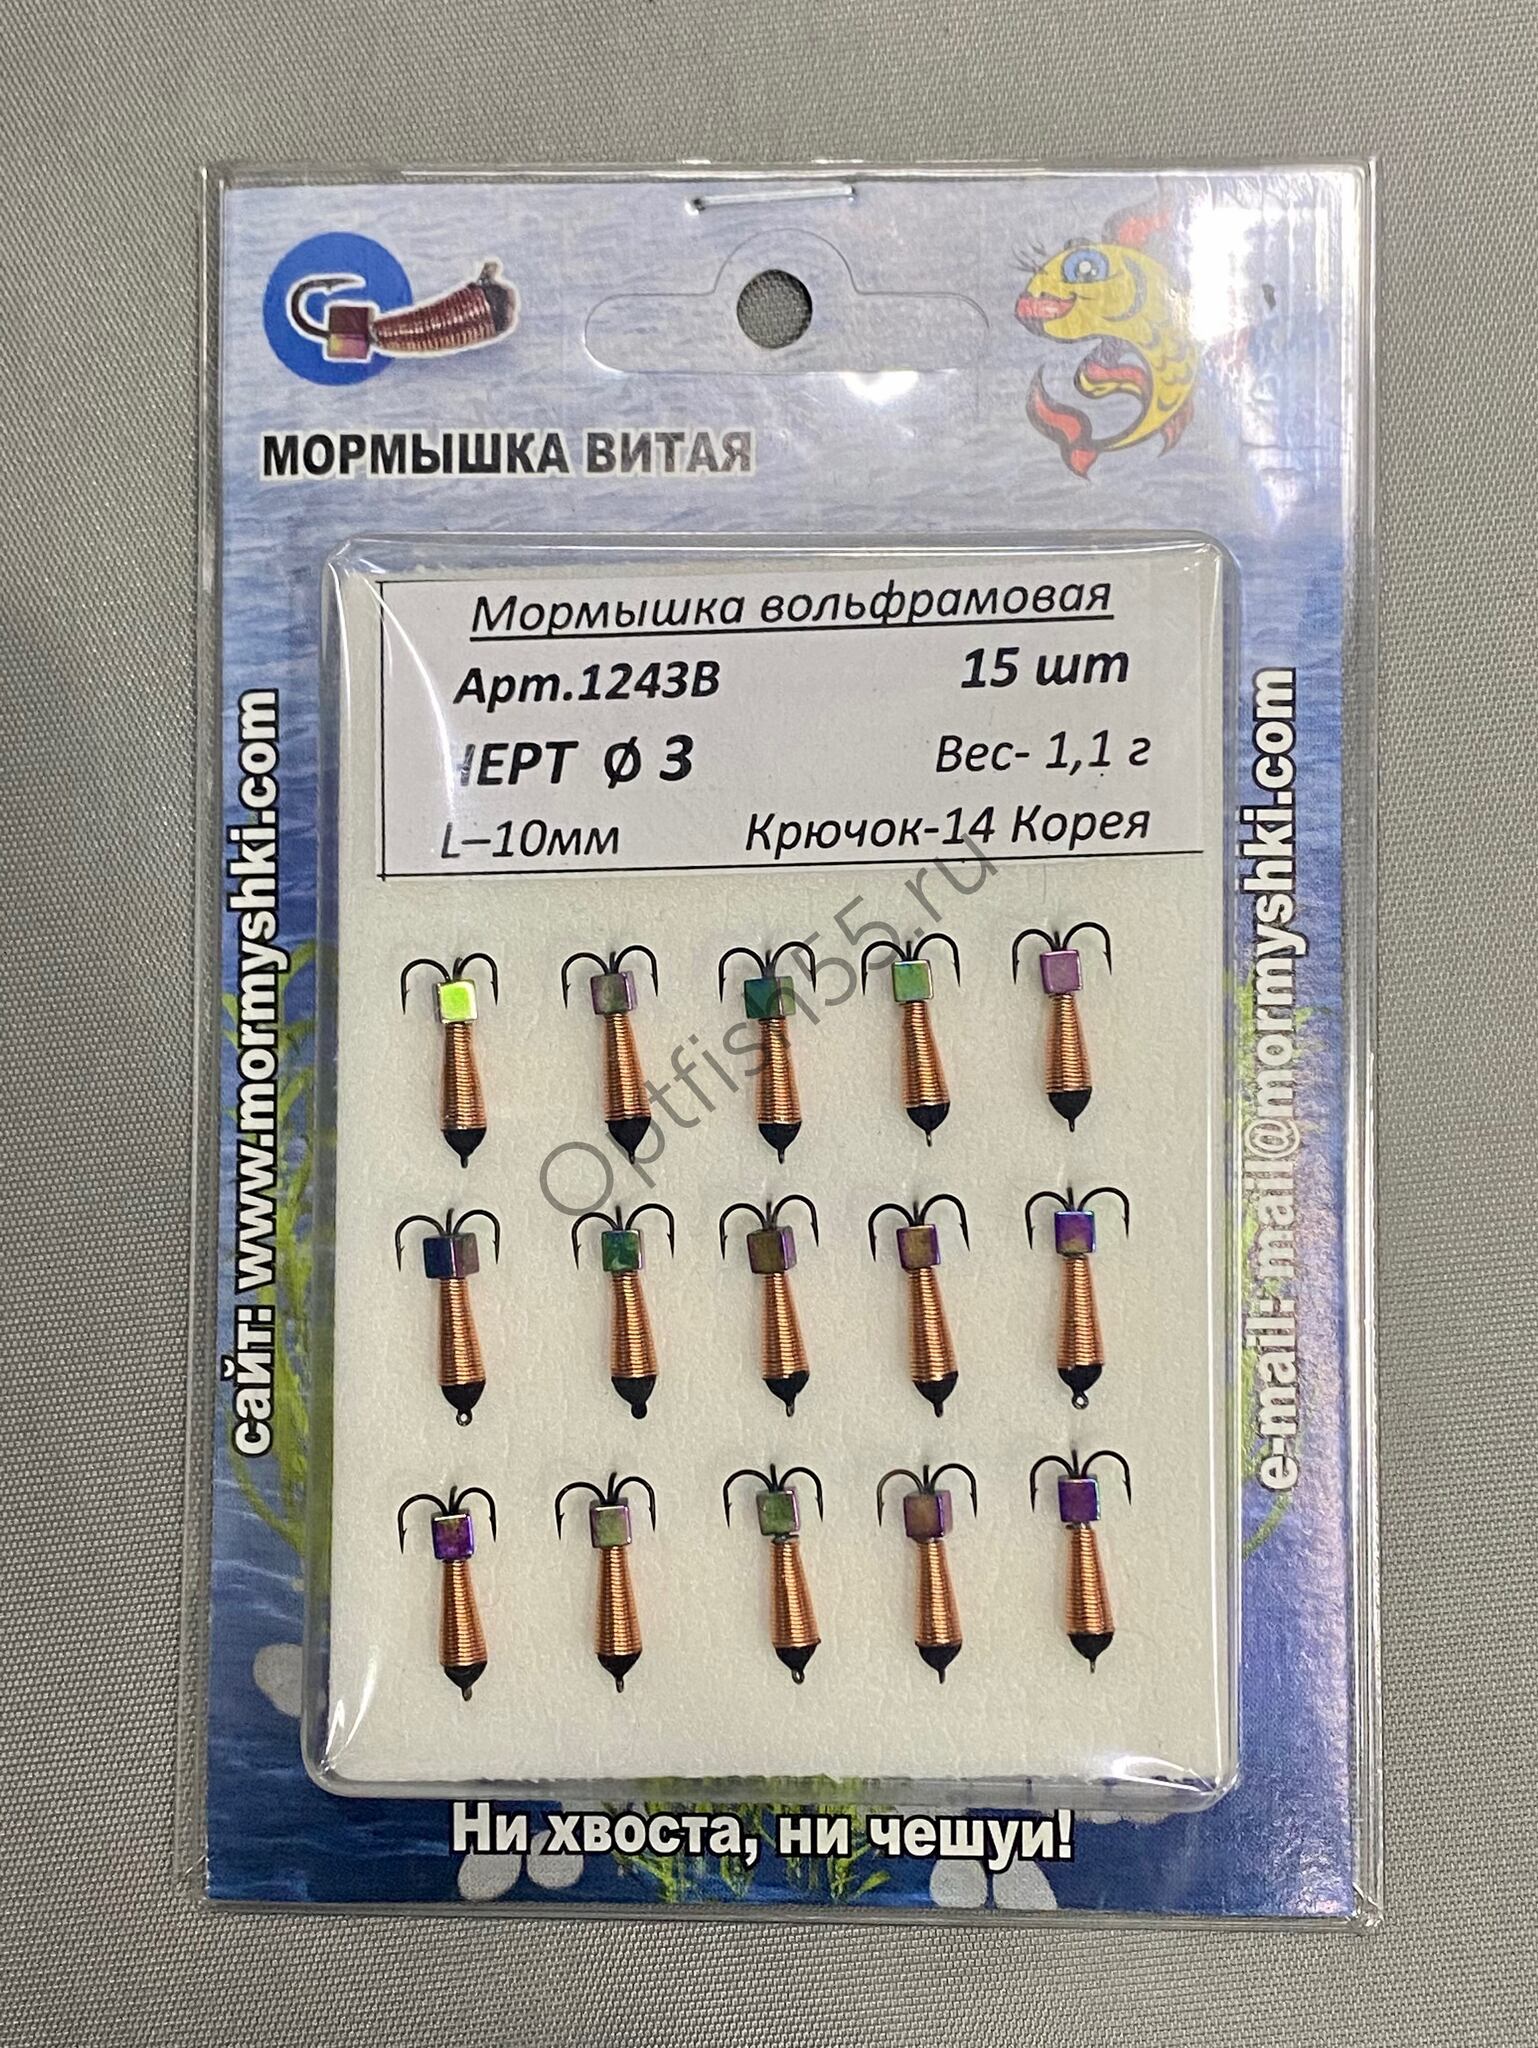 МОРМЫШКА ВИТАЯ
Мормышка вольфрамовая
Арт.1243В 15 шт
ЧЕРТ Ø 3 Вес- 1,1 г
L–10мм Крючок-14 Корея
сайт: www.mormyshki.com
e-mail: mail@mormyshki.com
Optfish55.ru
Ни хвоста, ни чешуи!